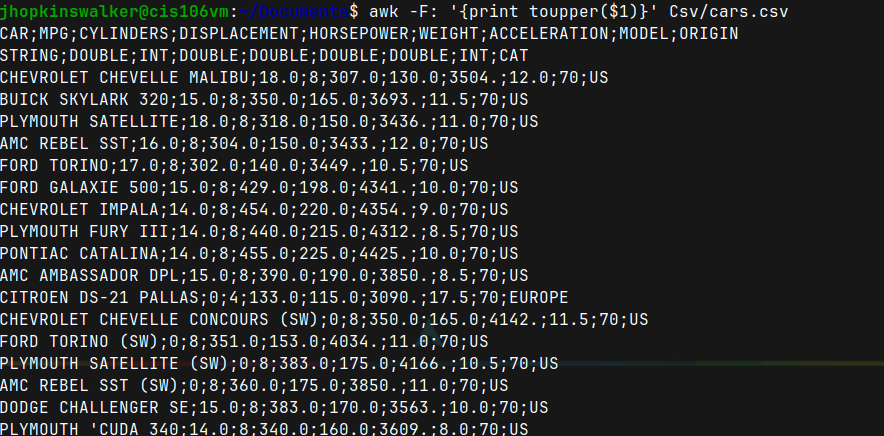 jhopkinswalker@cis106vm:~/Documents$ awk -F: '{print toupper($1)}' Csv/cars.csv
CAR;MPG;CYLINDERS;DISPLACEMENT;HORSEPOWER;WEIGHT;ACCELERATION;MODEL;ORIGIN
STRING;DOUBLE;INT;DOUBLE;DOUBLE;DOUBLE;DOUBLE;INT;CAT
CHEVROLET CHEVELLE MALIBU;18.0;8;307.0;130.0;3504.;12.0;70;US
BUICK SKYLARK 320;15.0;8;350.0;165.0;3693.;11.5;70;US
PLYMOUTH SATELLITE;18.0;8;318.0;150.0;3436.;11.0;70;US
AMC REBEL SST;16.0;8;304.0;150.0;3433.;12.0;70;US
FORD TORINO;17.0;8;302.0;140.0;3449.;10.5;70;US
FORD GALAXIE 500;15.0;8;429.0;198.0;4341.;10.0;70;US
CHEVROLET IMPALA;14.0;8;454.0;220.0;4354.;9.0;70;US
PLYMOUTH FURY III;14.0;8;440.0;215.0;4312.;8.5;70;US
PONTIAC CATALINA;14.0;8;455.0;225.0;4425.;10.0;70;US
AMC AMBASSADOR DPL;15.0;8;390.0;190.0;3850.;8.5;70;US
CITROEN DS-21 PALLAS;0;4;133.0;115.0;3090.;17.5;70;EUROPE
CHEVROLET CHEVELLE CONCOURS (SW);0;8;350.0;165.0;4142.;11.5;70;US
FORD TORINO (SW);0;8;351.0;153.0;4034.;11.0;70;US
PLYMOUTH SATELLITE (SW);0;8;383.0;175.0;4166.;10.5;70;US
AMC REBEL SST (SW);0;8;360.0;175.0;3850.;11.0;70;US
DODGE CHALLENGER SE;15.0;8;383.0;170.0;3563.;10.0;70;US
PLYMOUTH 'CUDA 340;14.0;8;340.0;160.0;3609.;8.0;70;US